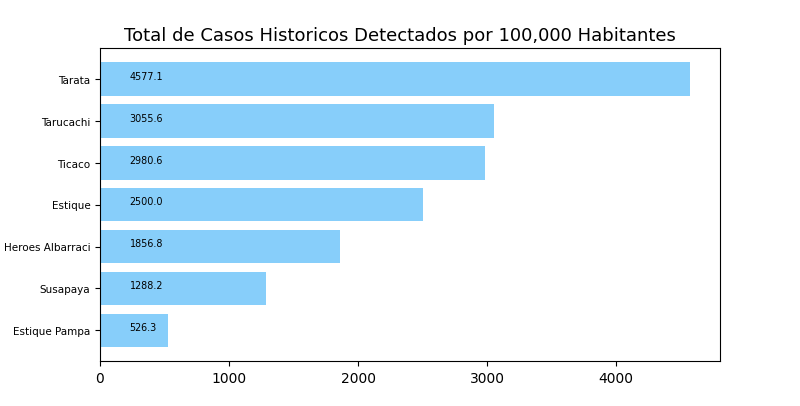 Total de Casos Historicos Detectados por 100,000 Habitantes
Tarata 4577.1
Tarucachi 3055.6
Ticaco 2980.6
Estique 2500.0
Heroes Albarraci 1856.8
Susapaya 1288.2
Estique Pampa 526.3
0 1000 2000 3000 4000